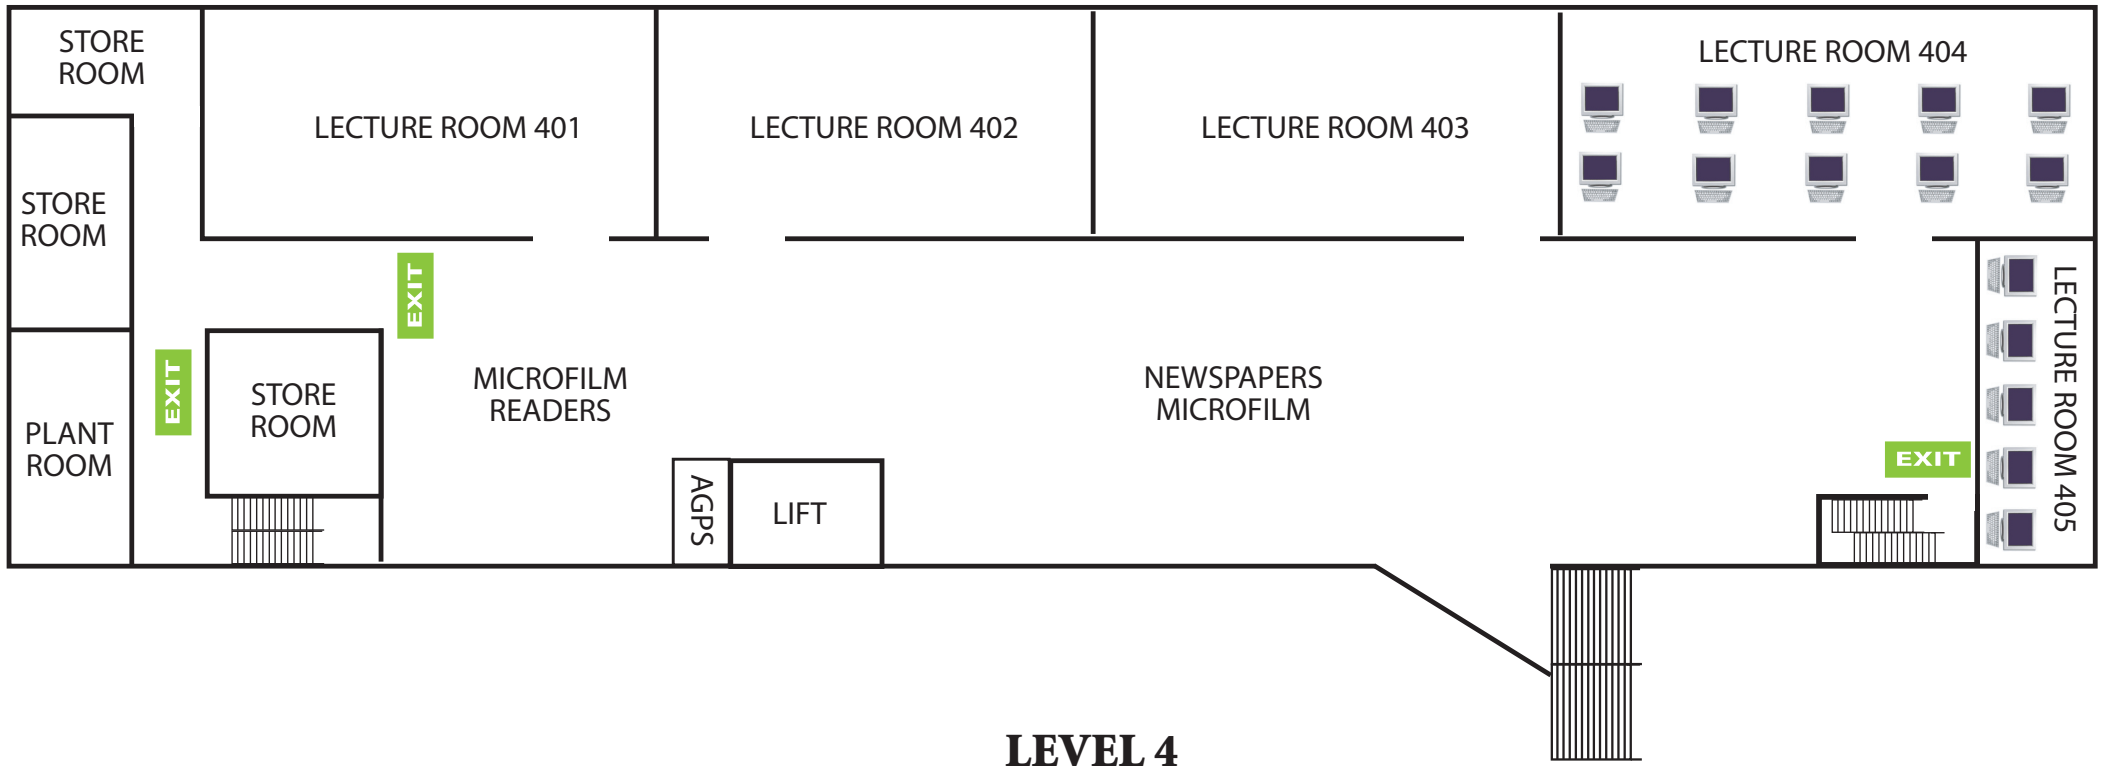 STORE
ROOM
LECTURE ROOM 401
LECTURE ROOM 402
LECTURE ROOM 403
LECTURE ROOM 404
STORE
ROOM
EXIT
LECTURE ROOM 405
EXIT
STORE
ROOM
MICROFILM
READERS
NEWSPAPERS
MICROFILM
PLANT
ROOM
EXIT
AGPS
LIFT
LEVEL 4